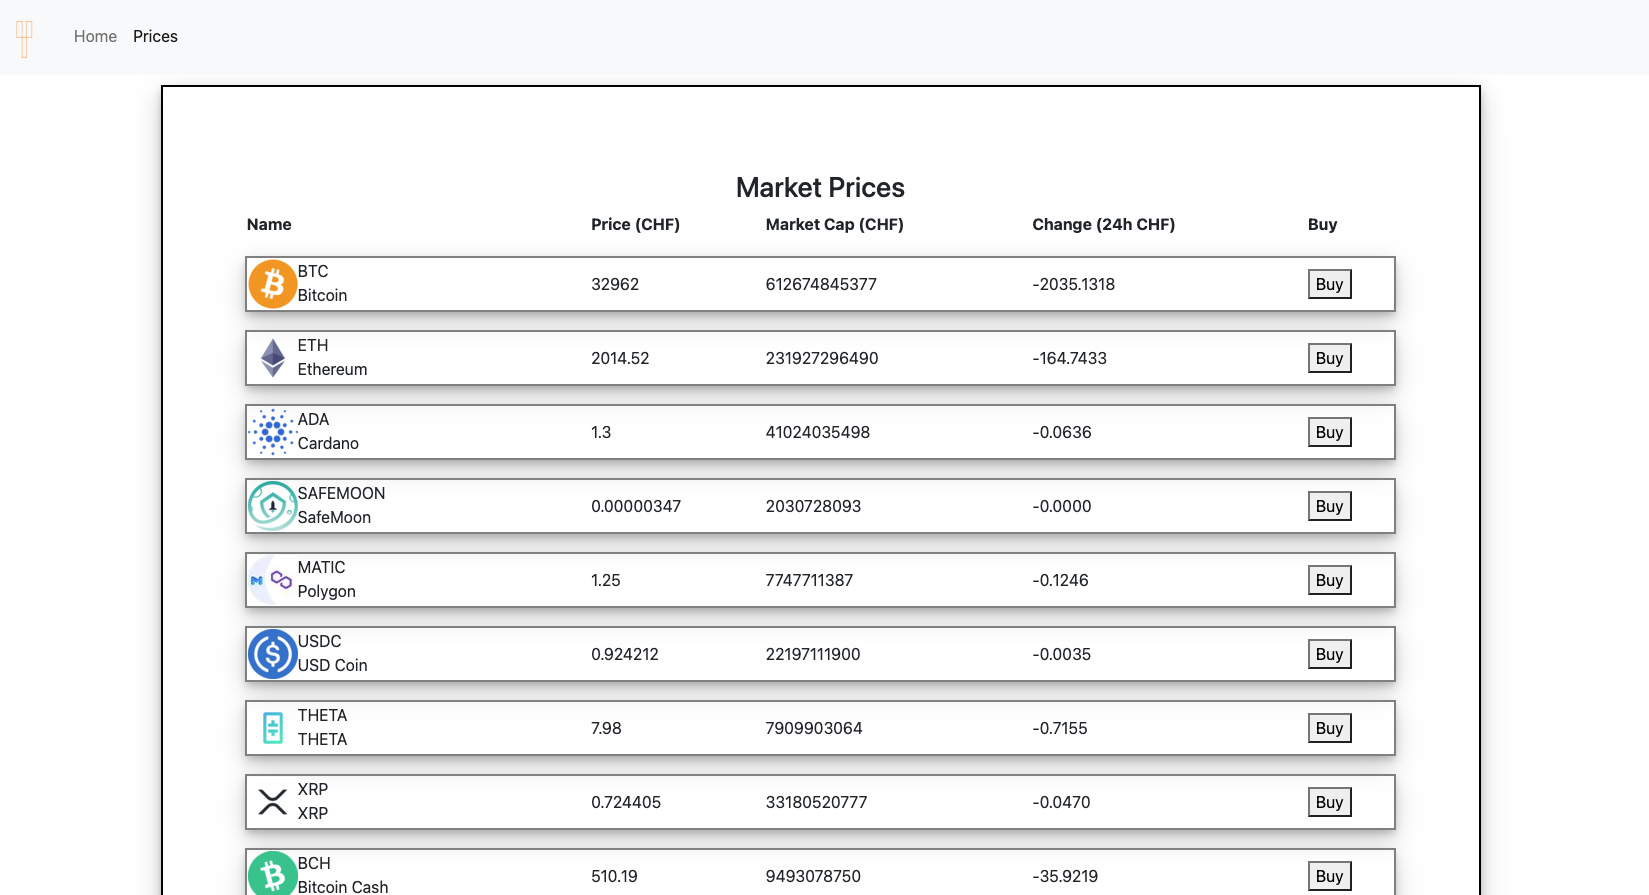 Home Prices
Market Prices
Name Price (CHF) Market Cap (CHF) Change (24h CHF) Buy
BTC
Bitcoin 32962 612674845377 -2035.1318 Buy
ETH
Ethereum 2014.52 231927296490 -164.7433 Buy
ADA
Cardano 1.3 41024035498 -0.0636 Buy
SAFEMOON
SafeMoon 0.00000347 2030728093 -0.0000 Buy
MATIC
Polygon 1.25 7747711387 -0.1246 Buy
USDC
USD Coin 0.924212 22197111900 -0.0035 Buy
THETA
THETA 7.98 7909903064 -0.7155 Buy
XRP
XRP 0.724405 33180520777 -0.0470 Buy
BCH
Bitcoin Cash 510.19 9493078750 -35.9219 Buy